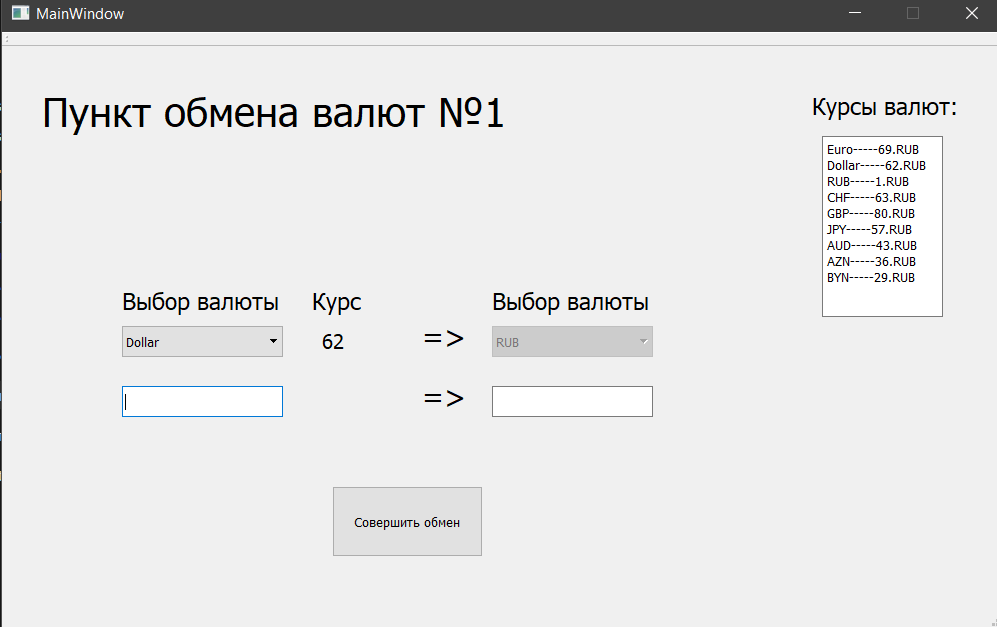 MainWindow
Пункт обмена валют №1
Курсы валют:
Euro-----69.RUB
Dollar-----62.RUB
RUB-----1.RUB
CHF-----63.RUB
GBP-----80.RUB
JPY-----57.RUB
AUD-----43.RUB
AZN-----36.RUB
BYN-----29.RUB
Выбор валюты Курс Выбор валюты
Dollar 62 => RUB
=>
Совершить обмен